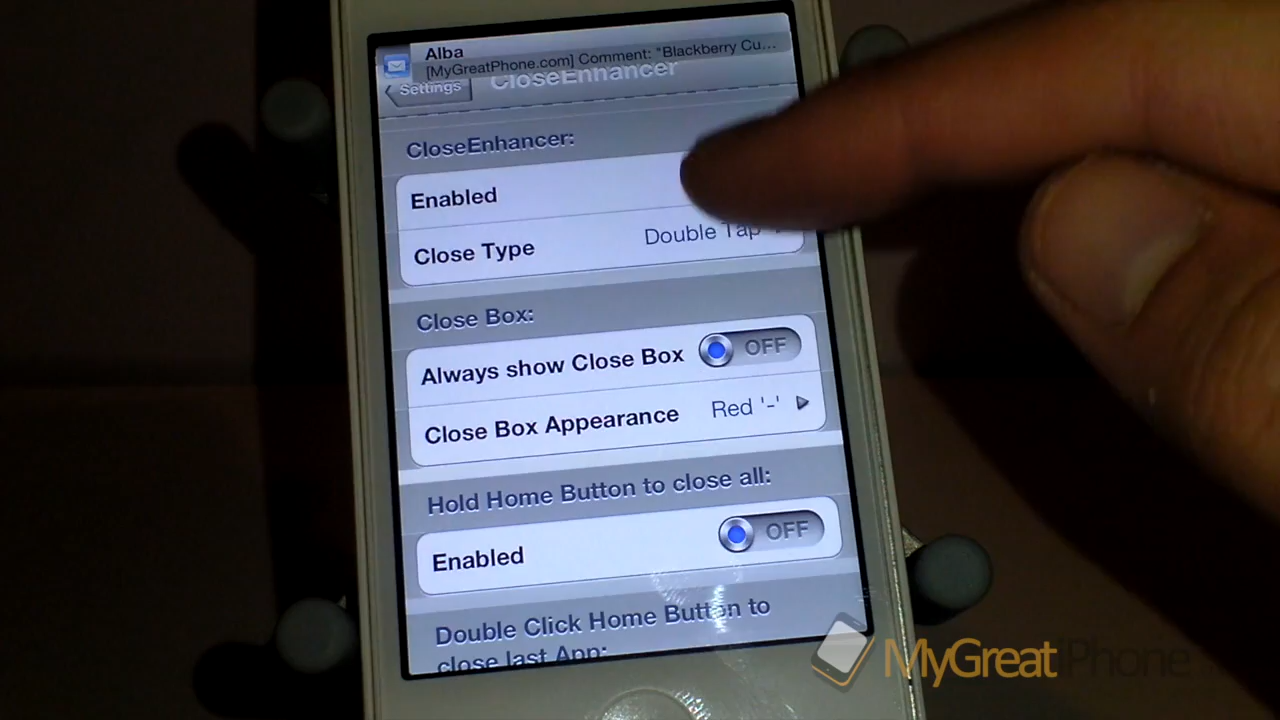 Alba
[MyGreatPhone.com] Comment: "Blackberry Cu...
Settings
CloseEnhancer
CloseEnhancer:
Enabled
Close Type Double Tap
Close Box:
Always show Close Box OFF
Close Box Appearance Red '-'
Hold Home Button to close all:
Enabled OFF
Double Click Home Button to
close last App:
MyGreatiPhone